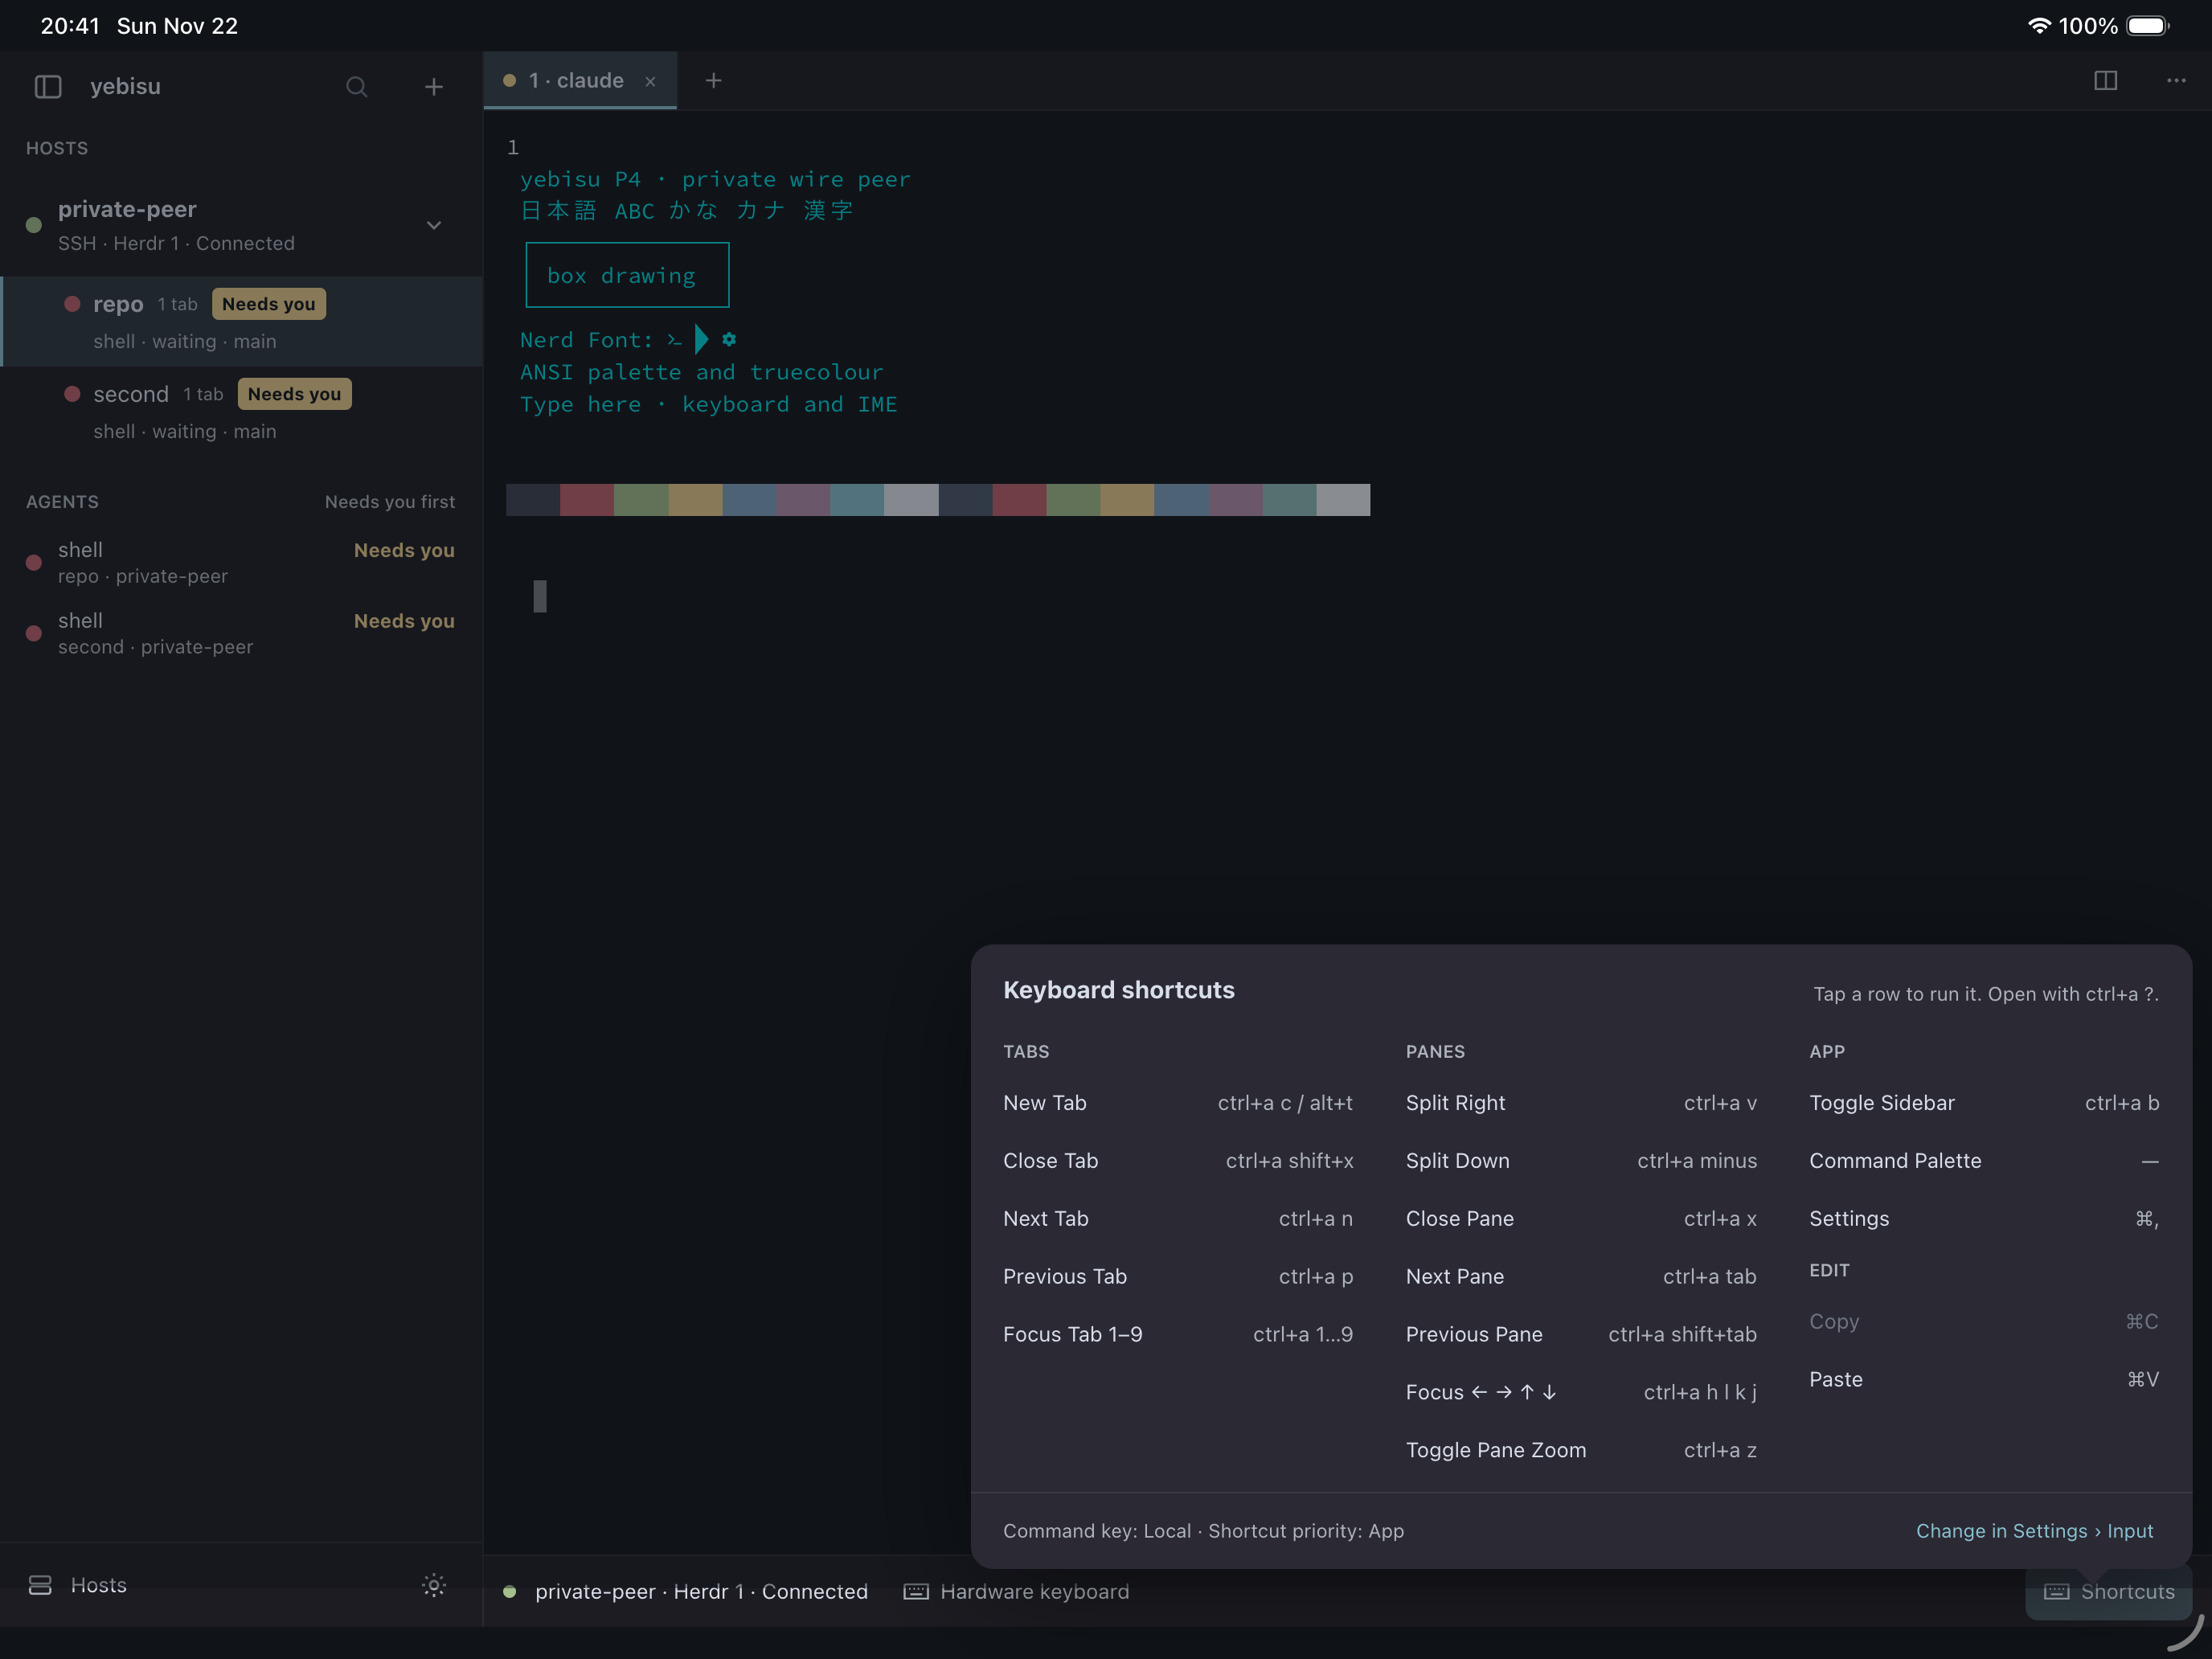 20:41 Sun Nov 22
100%
yebisu
HOSTS
private-peer
SSH · Herdr 1 · Connected
repo 1 tab Needs you
shell · waiting · main
second 1 tab Needs you
shell · waiting · main
AGENTS Needs you first
shell Needs you
repo · private-peer
shell Needs you
second · private-peer
Hosts
1 · claude ×
1
yebisu P4 · private wire peer
日本語 ABC かな カナ 漢字
box drawing
Nerd Font:
ANSI palette and truecolour
Type here · keyboard and IME
Keyboard shortcuts
Tap a row to run it. Open with ctrl+a ?.
TABS
New Tab ctrl+a c / alt+t
Close Tab ctrl+a shift+x
Next Tab ctrl+a n
Previous Tab ctrl+a p
Focus Tab 1–9 ctrl+a 1...9
PANES
Split Right ctrl+a v
Split Down ctrl+a minus
Close Pane ctrl+a x
Next Pane ctrl+a tab
Previous Pane ctrl+a shift+tab
Focus ← → ↑ ↓ ctrl+a h l k j
Toggle Pane Zoom ctrl+a z
APP
Toggle Sidebar ctrl+a b
Command Palette —
Settings ⌘,
EDIT
Copy ⌘C
Paste ⌘V
Command key: Local · Shortcut priority: App
Change in Settings › Input
private-peer · Herdr 1 · Connected
Hardware keyboard
Shortcuts